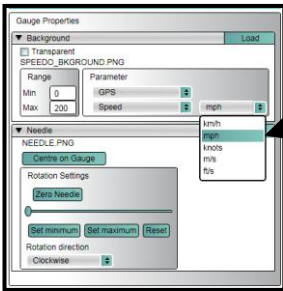 Gauge Properties
▼ Background Load
Transparent
SPEEDO_BKGROUND.PNG
Range Parameter
Min 0 GPS
Max 200 Speed mph
km/h
mph
knots
m/s
ft/s
▼ Needle
NEEDLE.PNG
Centre on Gauge
Rotation Settings
Zero Needle
Set minimum Set maximum Reset
Rotation direction
Clockwise